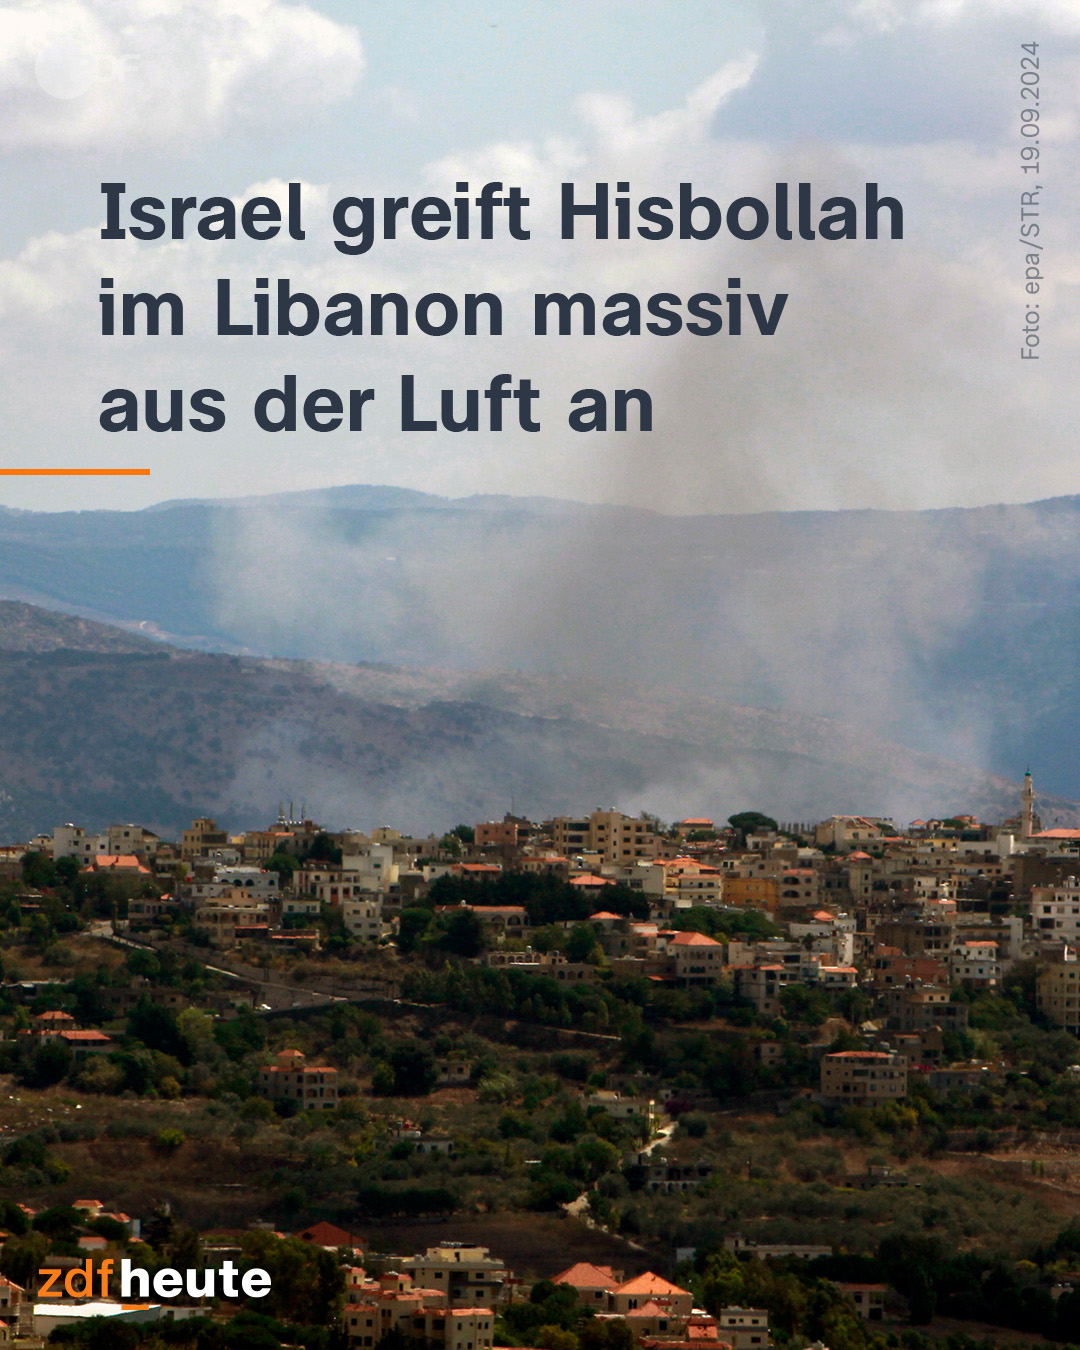 Israel greift Hisbollah
im Libanon massiv
aus der Luft an
Foto: epa/STR, 19.09.2024
zdfheute